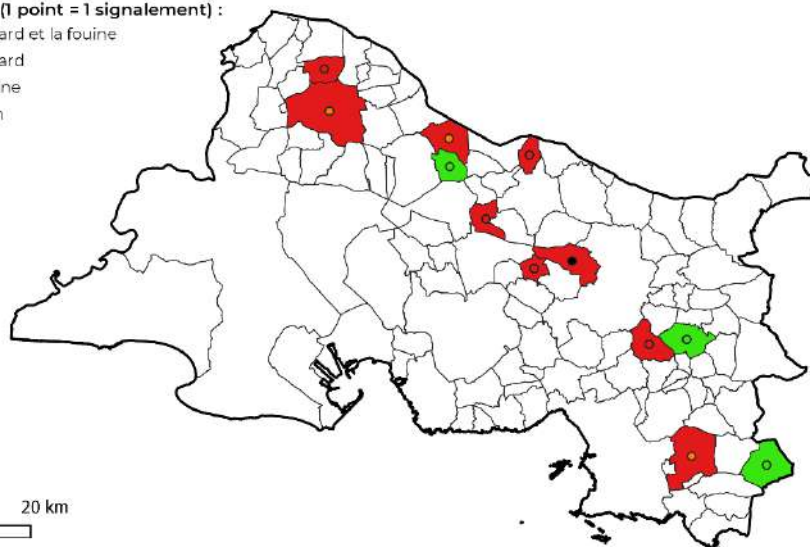 (1 point = 1 signalement) :
ard et la fouine
ard
ne
20 km